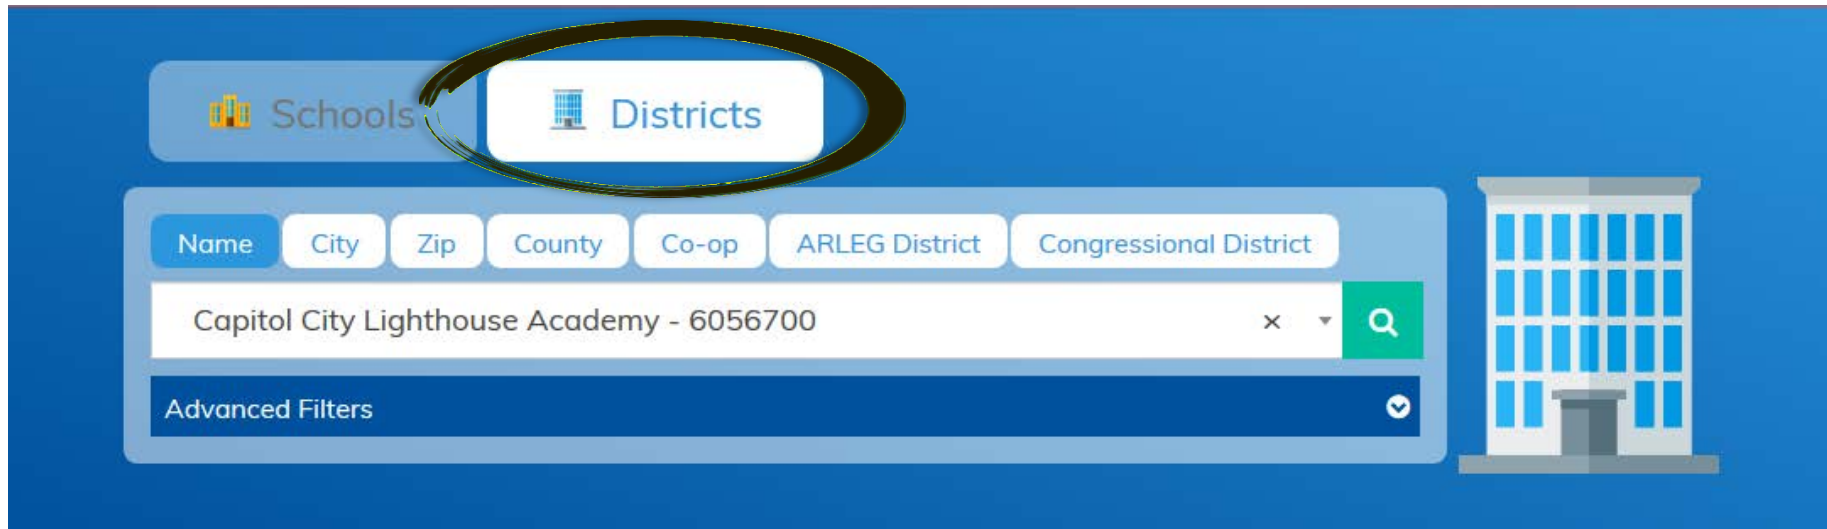 Schools Districts
Name City Zip County Co-op ARLEG District Congressional District
Capitol City Lighthouse Academy - 6056700 ×
Advanced Filters